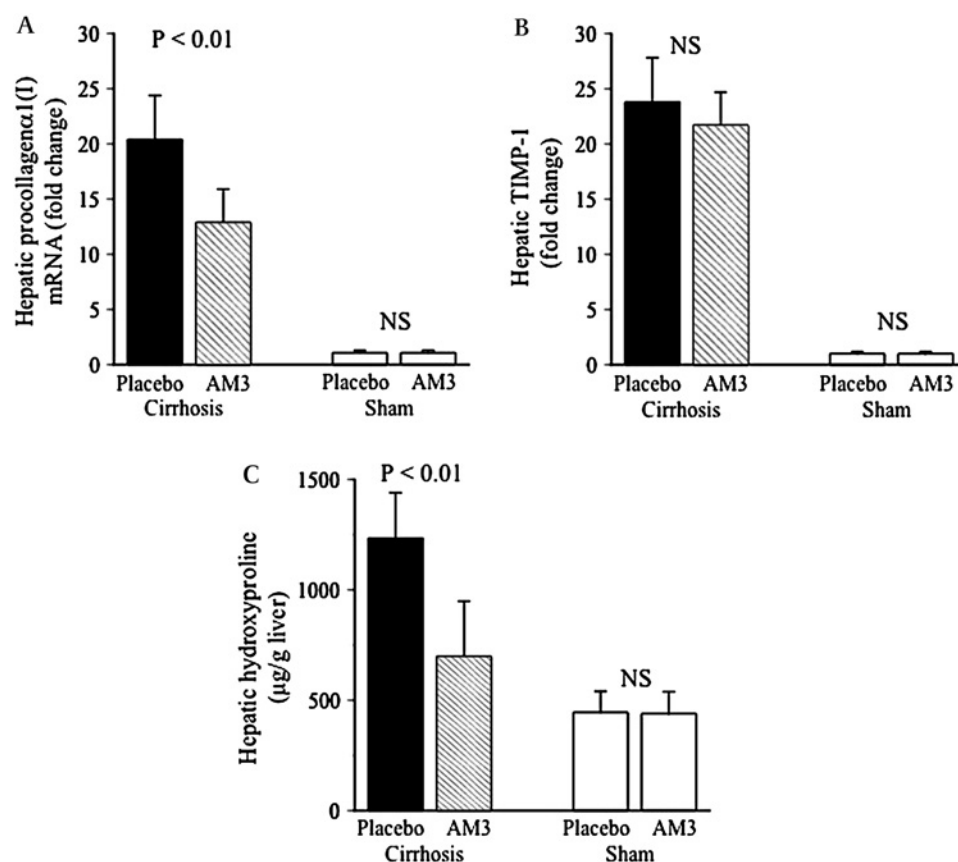 A
Hepatic procollagenα1(I)
mRNA (fold change)
30
25
20
15
10
5
0
P < 0.01
NS
Placebo AM3 Placebo AM3
Cirrhosis Sham
B
Hepatic TIMP-1
(fold change)
30
25
20
15
10
5
0
NS
NS
Placebo AM3 Placebo AM3
Cirrhosis Sham
C
Hepatic hydroxyproline
(µg/g liver)
1500
1000
500
0
P < 0.01
NS
Placebo AM3 Placebo AM3
Cirrhosis Sham